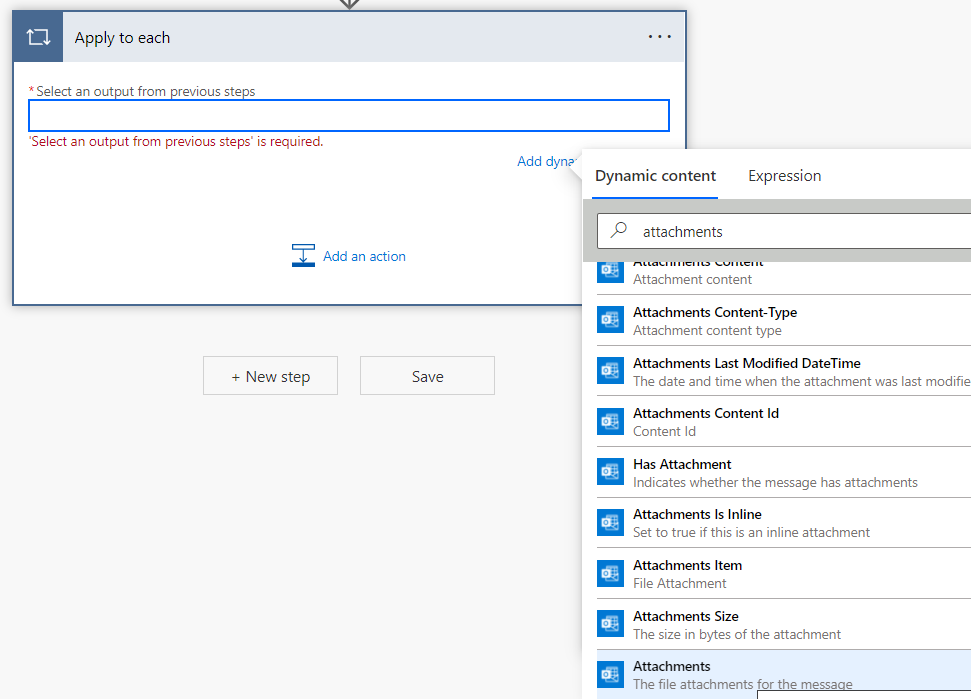 Apply to each
...
* Select an output from previous steps
'Select an output from previous steps' is required.
Add dyna
Add an action
+ New step
Save
Dynamic content
Expression
attachments
Attachments Content
Attachment content
Attachments Content-Type
Attachment content type
Attachments Last Modified DateTime
The date and time when the attachment was last modifie
Attachments Content Id
Content Id
Has Attachment
Indicates whether the message has attachments
Attachments Is Inline
Set to true if this is an inline attachment
Attachments Item
File Attachment
Attachments Size
The size in bytes of the attachment
Attachments
The file attachments for the message